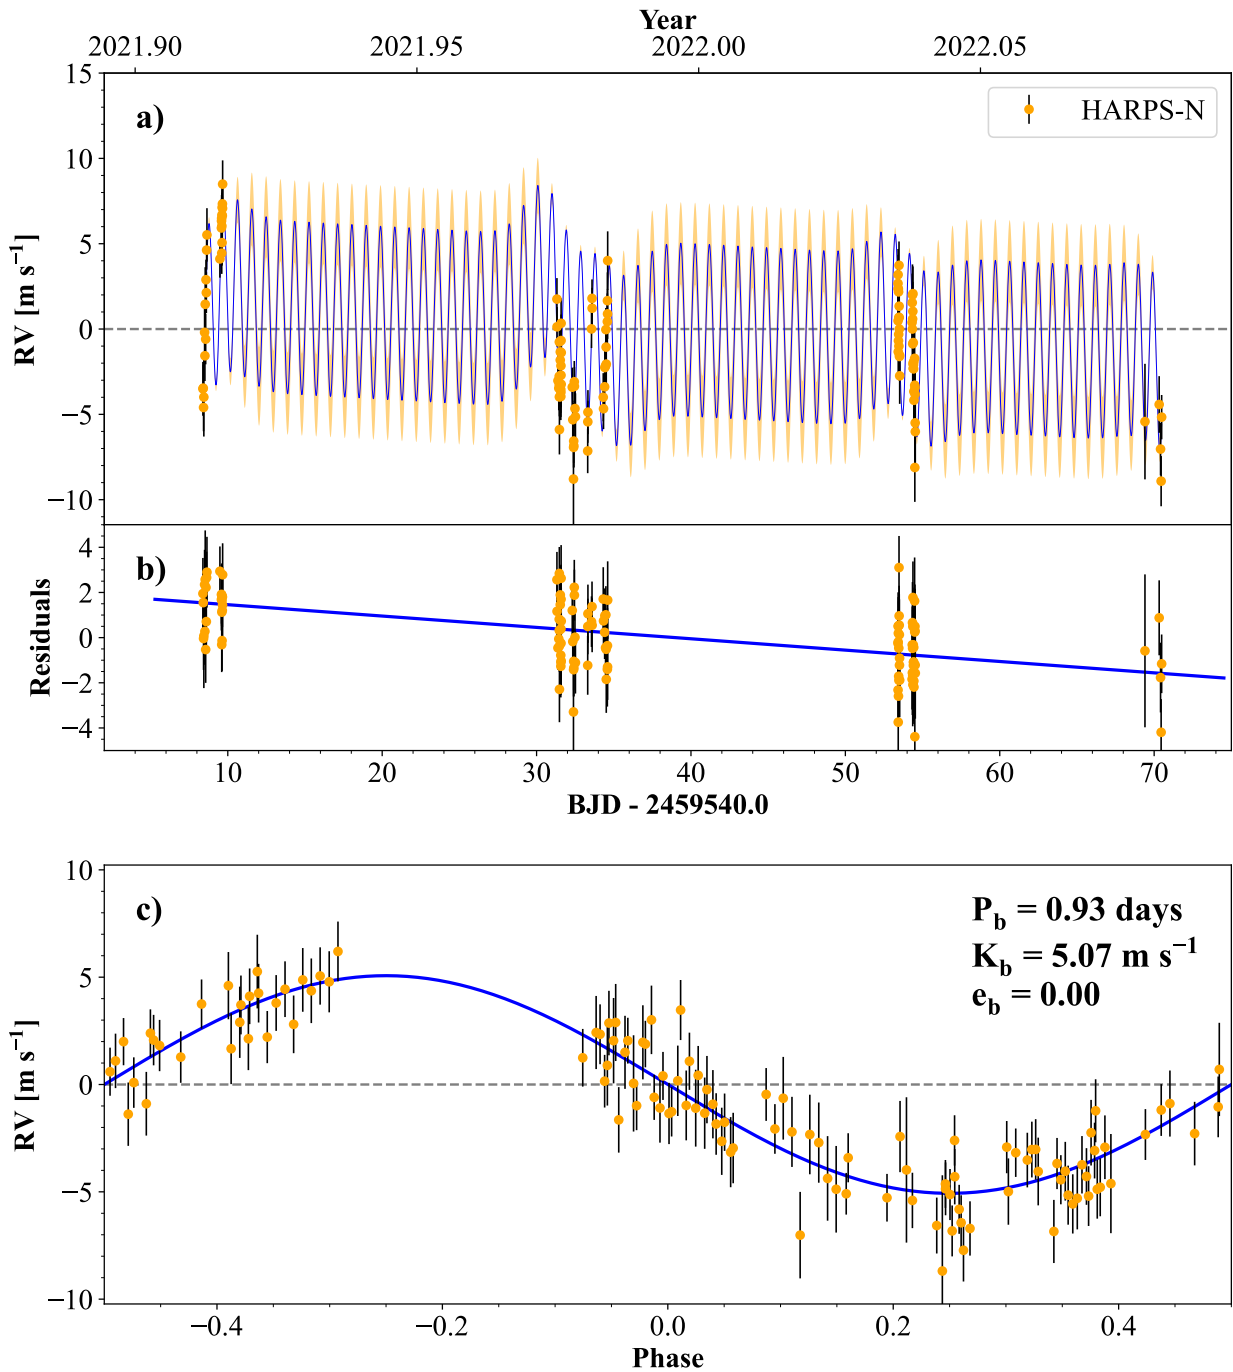 Year
2021.90 2021.95 2022.00 2022.05
15
a)
HARPS-N
10
5
0
−5
−10
RV [m s⁻¹]
b)
4
2
0
−2
−4
Residuals
10 20 30 40 50 60 70
BJD - 2459540.0
10
c)
P_b = 0.93 days
K_b = 5.07 m s⁻¹
e_b = 0.00
5
0
−5
−10
RV [m s⁻¹]
−0.4 −0.2 0.0 0.2 0.4
Phase